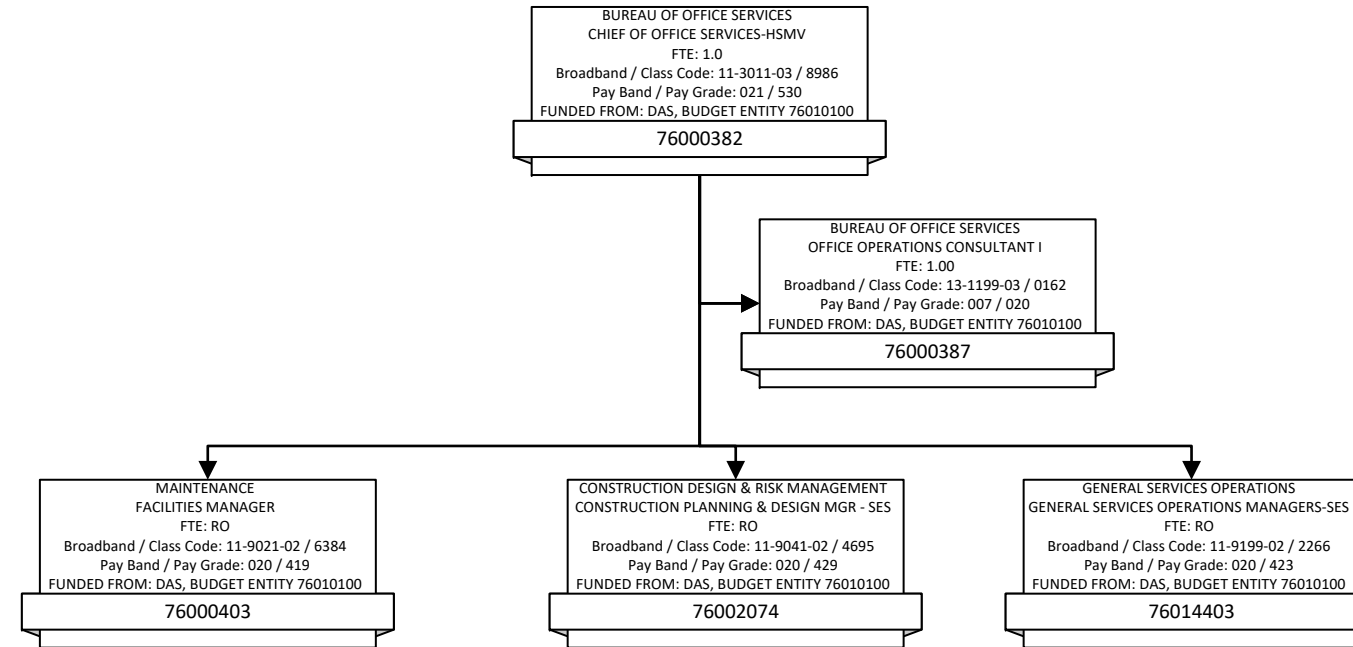 BUREAU OF OFFICE SERVICES
CHIEF OF OFFICE SERVICES-HSMV
FTE: 1.0
Broadband / Class Code: 11-3011-03 / 8986
Pay Band / Pay Grade: 021 / 530
FUNDED FROM: DAS, BUDGET ENTITY 76010100
76000382
BUREAU OF OFFICE SERVICES
OFFICE OPERATIONS CONSULTANT I
FTE: 1.00
Broadband / Class Code: 13-1199-03 / 0162
Pay Band / Pay Grade: 007 / 020
FUNDED FROM: DAS, BUDGET ENTITY 76010100
76000387
MAINTENANCE
FACILITIES MANAGER
FTE: RO
Broadband / Class Code: 11-9021-02 / 6384
Pay Band / Pay Grade: 020 / 419
FUNDED FROM: DAS, BUDGET ENTITY 76010100
76000403
CONSTRUCTION DESIGN & RISK MANAGEMENT
CONSTRUCTION PLANNING & DESIGN MGR - SES
FTE: RO
Broadband / Class Code: 11-9041-02 / 4695
Pay Band / Pay Grade: 020 / 429
FUNDED FROM: DAS, BUDGET ENTITY 76010100
76002074
GENERAL SERVICES OPERATIONS
GENERAL SERVICES OPERATIONS MANAGERS-SES
FTE: RO
Broadband / Class Code: 11-9199-02 / 2266
Pay Band / Pay Grade: 020 / 423
FUNDED FROM: DAS, BUDGET ENTITY 76010100
76014403